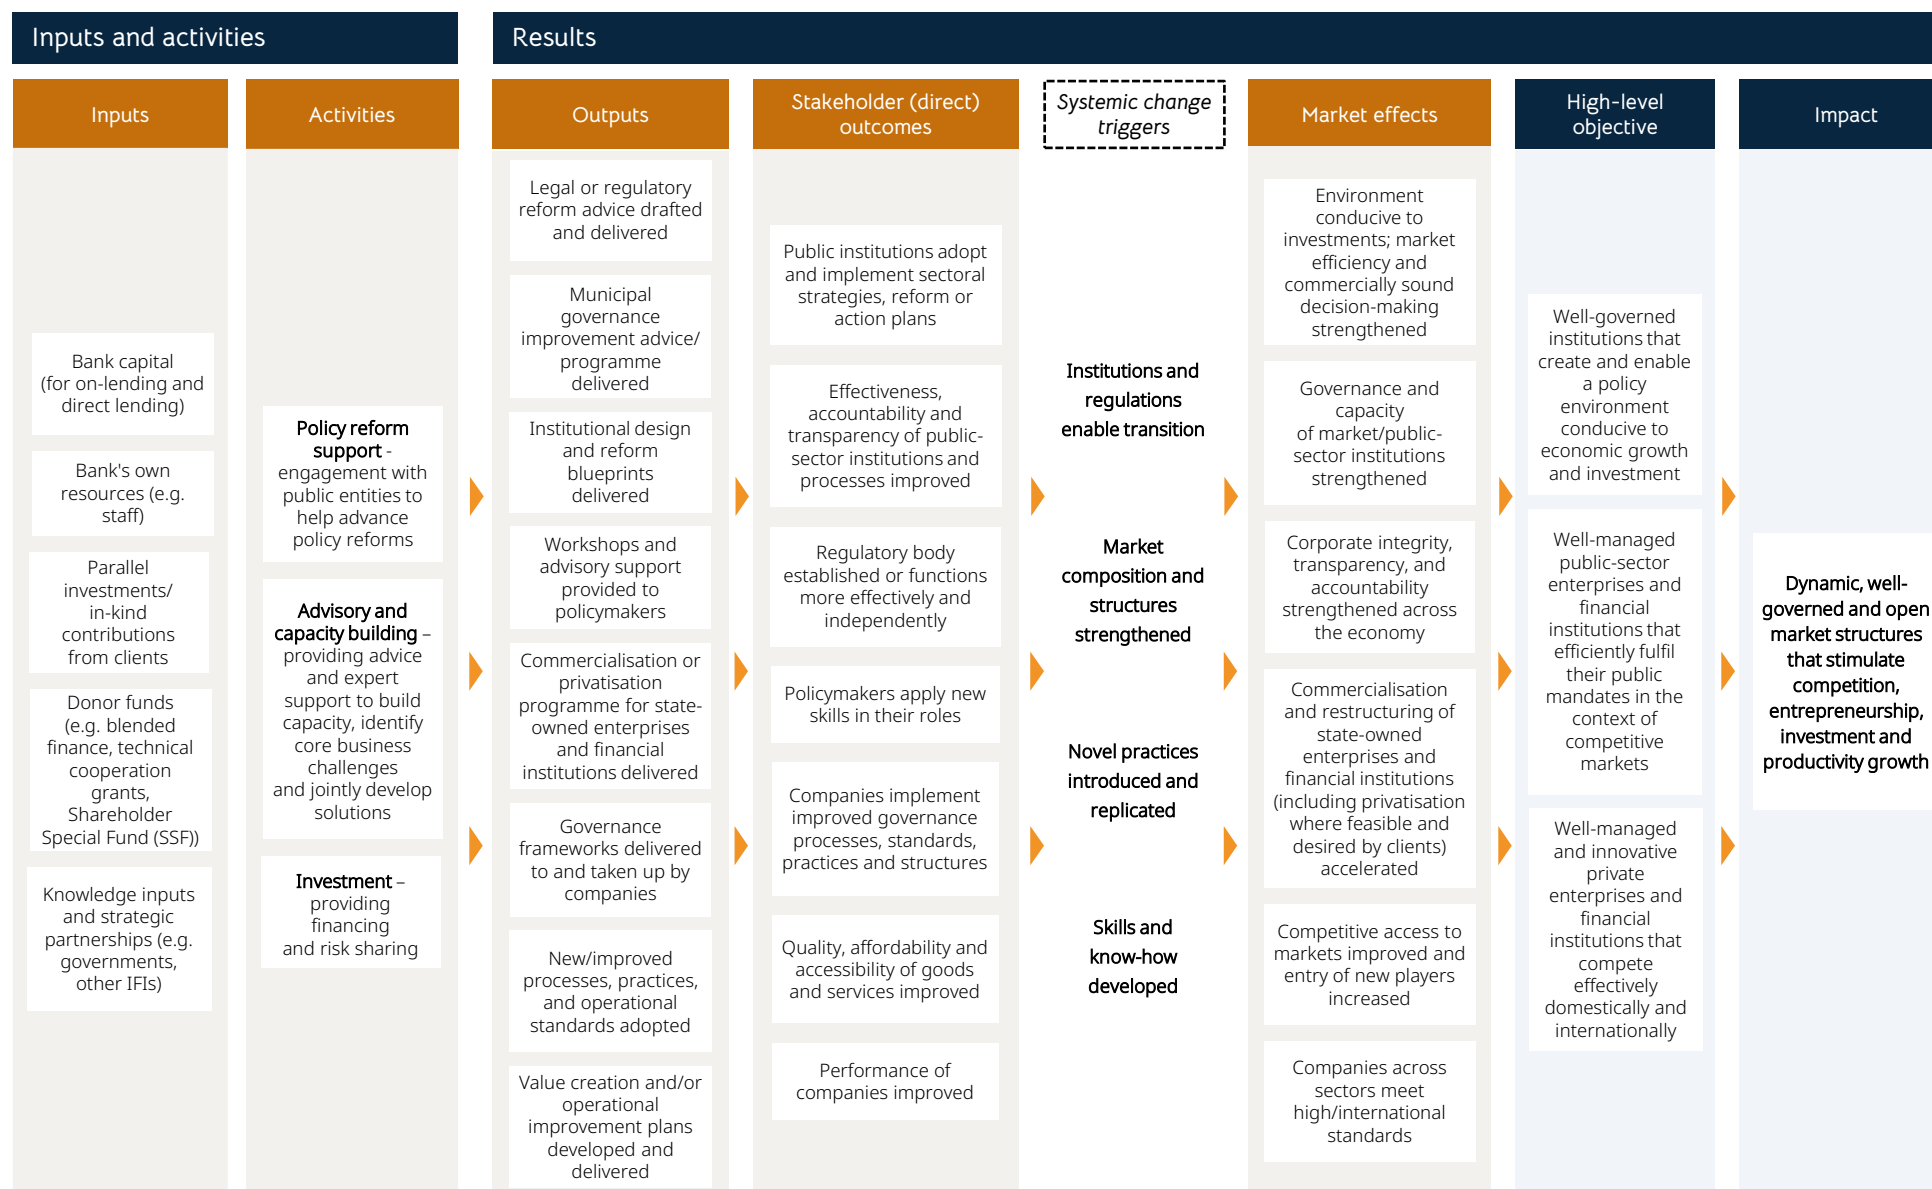 Inputs and activities
Results
Inputs
Activities
Outputs
Stakeholder (direct)
outcomes
Systemic change
triggers
Market effects
High-level
objective
Impact
Bank capital
(for on-lending and
direct lending)
Bank's own
resources (e.g.
staff)
Parallel
investments/
in-kind
contributions
from clients
Donor funds
(e.g. blended
finance, technical
cooperation
grants,
Shareholder
Special Fund (SSF))
Knowledge inputs
and strategic
partnerships (e.g.
governments,
other IFIs)
Policy reform
support -
engagement with
public entities to
help advance
policy reforms
Advisory and
capacity building –
providing advice
and expert
support to build
capacity, identify
core business
challenges
and jointly develop
solutions
Investment –
providing
financing
and risk sharing
Legal or regulatory
reform advice drafted
and delivered
Municipal
governance
improvement advice/
programme
delivered
Institutional design
and reform
blueprints
delivered
Workshops and
advisory support
provided to
policymakers
Commercialisation or
privatisation
programme for state-
owned enterprises
and financial
institutions delivered
Governance
frameworks delivered
to and taken up by
companies
New/improved
processes, practices,
and operational
standards adopted
Value creation and/or
operational
improvement plans
developed and
delivered
Public institutions adopt
and implement sectoral
strategies, reform or
action plans
Effectiveness,
accountability and
transparency of public-
sector institutions and
processes improved
Regulatory body
established or functions
more effectively and
independently
Policymakers apply new
skills in their roles
Companies implement
improved governance
processes, standards,
practices and structures
Quality, affordability and
accessibility of goods
and services improved
Performance of
companies improved
Institutions and
regulations
enable transition
Market
composition and
structures
strengthened
Novel practices
introduced and
replicated
Skills and
know-how
developed
Environment
conducive to
investments; market
efficiency and
commercially sound
decision-making
strengthened
Governance and
capacity
of market/public-
sector institutions
strengthened
Corporate integrity,
transparency, and
accountability
strengthened across
the economy
Commercialisation
and restructuring of
state-owned
enterprises and
financial institutions
(including privatisation
where feasible and
desired by clients)
accelerated
Competitive access to
markets improved and
entry of new players
increased
Companies across
sectors meet
high/international
standards
Well-governed
institutions that
create and enable
a policy
environment
conducive to
economic growth
and investment
Well-managed
public-sector
enterprises and
financial
institutions that
efficiently fulfil
their public
mandates in the
context of
competitive
markets
Well-managed
and innovative
private
enterprises and
financial
institutions that
compete
effectively
domestically and
internationally
Dynamic, well-
governed and open
market structures
that stimulate
competition,
entrepreneurship,
investment and
productivity growth